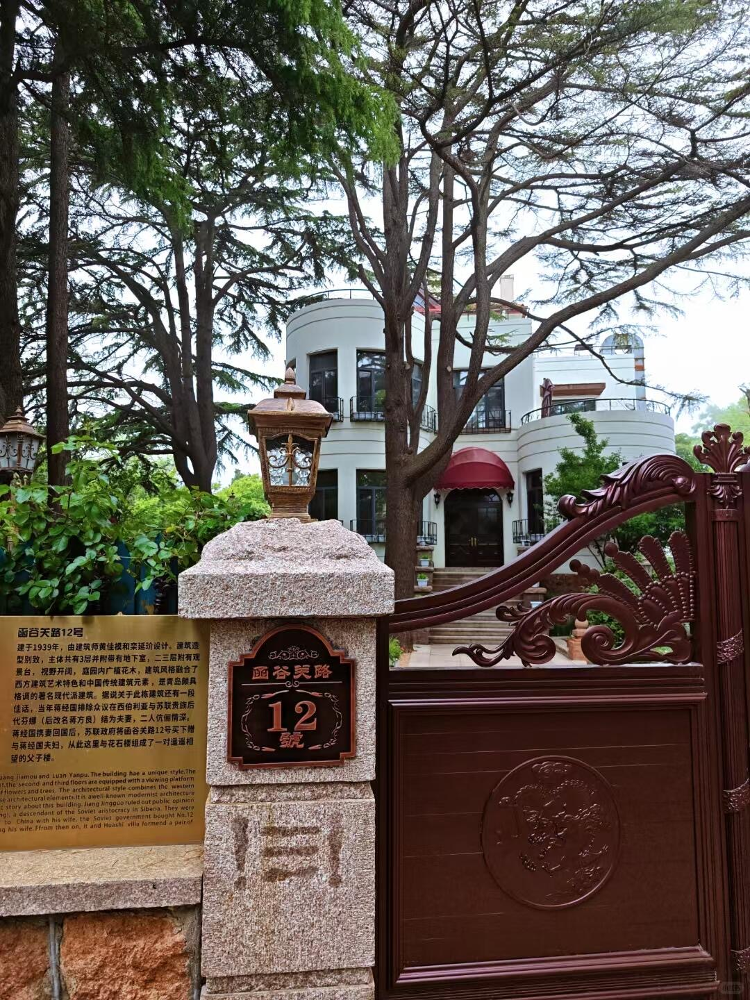 函谷关路12号
建于1939年，由建筑师黄佳模和栾延玠设计。建筑造
型别致，主体共有3层并附带有地下室，二三层附有观
景台，视野开阔，庭园内广植花木，建筑风格融合了
西方建筑艺术特色和中国传统建筑元素，是青岛颇具
格调的著名现代派建筑。据说关于此栋建筑还有一段
佳话，当年蒋经国排除众议在西伯利亚与苏联贵族后
代芬娜（后改名蒋方良）结为夫妻，二人伉俪情深。
蒋经国携妻回国后，苏联政府将函谷关路12号买下赠
与蒋经国夫妇，从此这里与花石楼组成了一对遥遥相
望的父子楼。
uang jiamou and Luan Yanpu. The building hae a unique style.The
t,the second and third floors are equipped with a viewing platform
f flowers and trees. The architectural style combines the western
se architectural elements.It is awell-known modernist architecture
c story about this building. Jiang Jingguo ruled out public opinion
ng), a descendant of the Soviet aristocracy in Siberia. They were
to China with his wife, the Soviet government bought No.12
ng his wife. Ffrom then on, it and Huashi villa formend a pair of
函谷关路
12
號